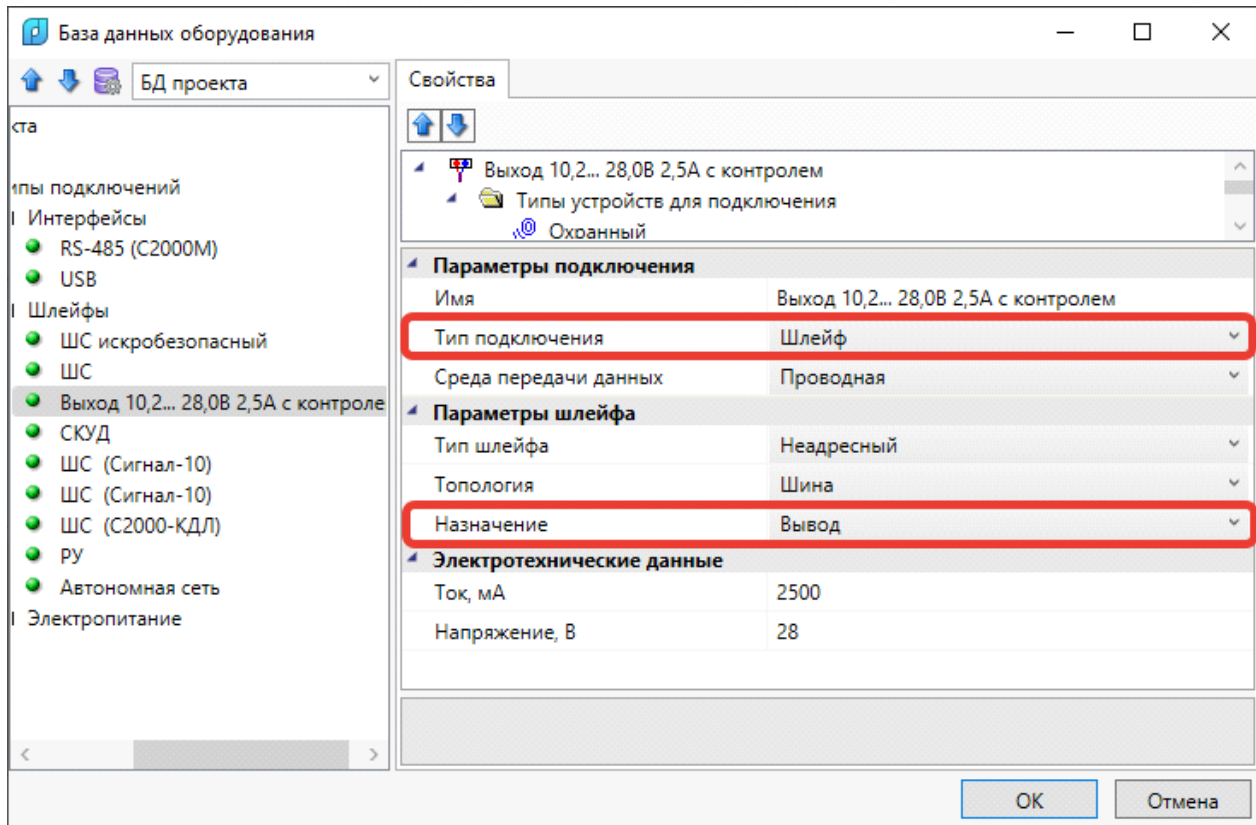 База данных оборудования
БД проекта
Свойства
кта
ипы подключений
Интерфейсы
RS-485 (C2000M)
USB
Шлейфы
ШС искробезопасный
ШС
Выход 10,2... 28,0В 2,5А с контроле
СКУД
ШС (Сигнал-10)
ШС (Сигнал-10)
ШС (С2000-КДЛ)
РУ
Автономная сеть
Электропитание
Выход 10,2... 28,0В 2,5А с контролем
Типы устройств для подключения
Охранный
Параметры подключения
Имя Выход 10,2... 28,0В 2,5А с контролем
Тип подключения Шлейф
Среда передачи данных Проводная
Параметры шлейфа
Тип шлейфа Неадресный
Топология Шина
Назначение Вывод
Электротехнические данные
Ток, мА 2500
Напряжение, В 28
ОК Отмена